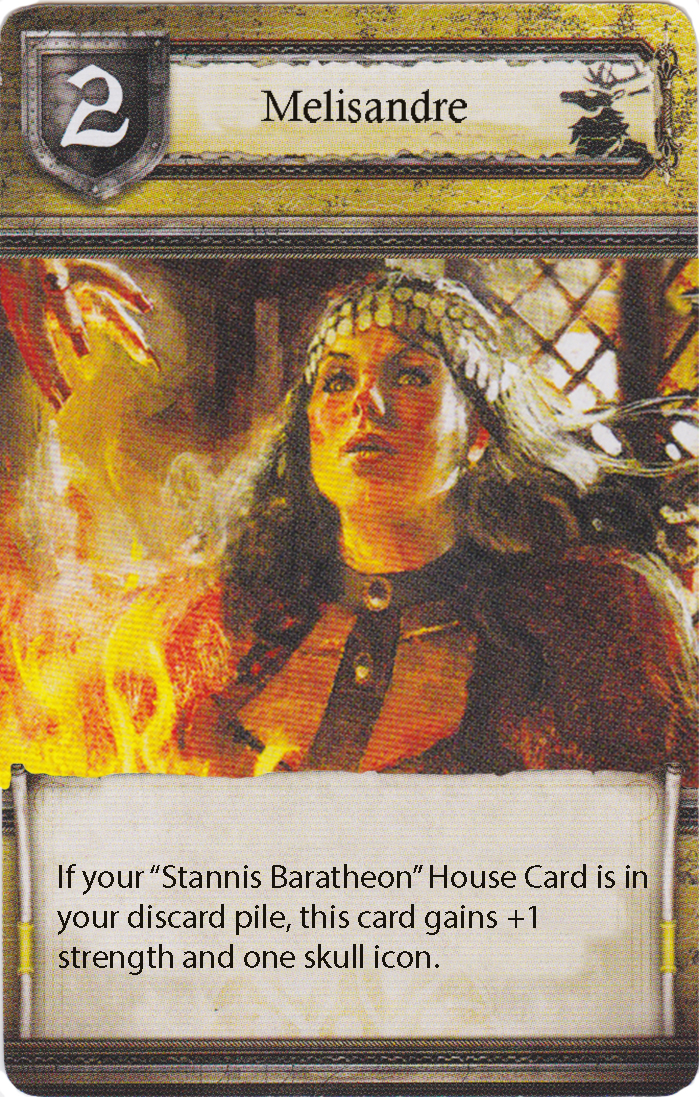 2
Melisandre
If your “Stannis Baratheon” House Card is in
your discard pile, this card gains +1
strength and one skull icon.